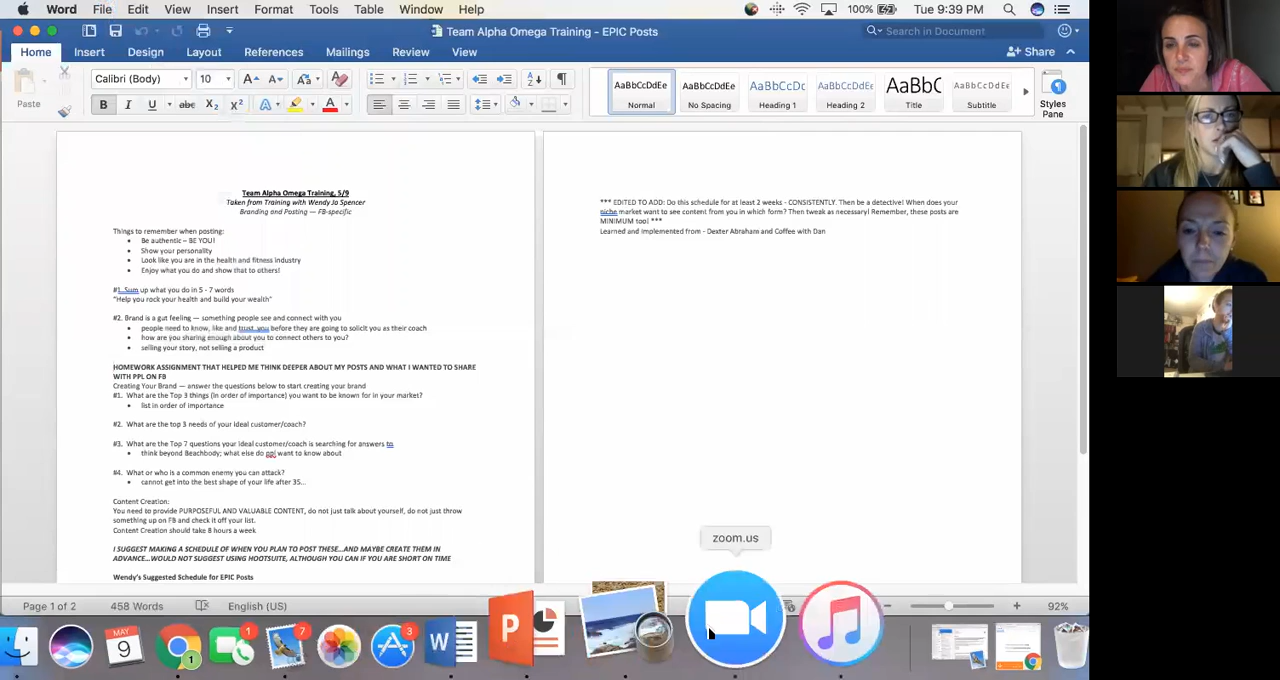 Word File Edit View Insert Format Tools Table Window Help 100% Tue 9:39 PM
Team Alpha Omega Training - EPIC Posts
Search in Document
Home Insert Design Layout References Mailings Review View Share
Calibri (Body) 10
Paste
B I U abc X2 X2 A A
AaBbCcDdEe AaBbCcDdEe AaBbCcDc AaBbCcDdEe AaBbC AaBbCcDdEe
Normal No Spacing Heading 1 Heading 2 Title Subtitle
Styles Pane
Team Alpha Omega Training, 5/9
Taken from Training with Wendy Jo Spencer
Branding and Posting — FB-specific
Things to remember when posting:
Be authentic – BE YOU!
Show your personality
Look like you are in the health and fitness industry
Enjoy what you do and show that to others!
#1. Sum up what you do in 5 - 7 words
"Help you rock your health and build your wealth"
#2. Brand is a gut feeling — something people see and connect with you
people need to know, like and trust you before they are going to solicit you as their coach
how are you sharing enough about you to connect others to you?
selling your story, not selling a product
HOMEWORK ASSIGNMENT THAT HELPED ME THINK DEEPER ABOUT MY POSTS AND WHAT I WANTED TO SHARE
WITH PPL ON FB
Creating Your Brand — answer the questions below to start creating your brand
#1. What are the Top 3 things (in order of importance) you want to be known for in your market?
list in order of importance
#2. What are the top 3 needs of your ideal customer/coach?
#3. What are the Top 7 questions your ideal customer/coach is searching for answers to
think beyond Beachbody; what else do ppl want to know about
#4. What or who is a common enemy you can attack?
cannot get into the best shape of your life after 35...
Content Creation:
You need to provide PURPOSEFUL AND VALUABLE CONTENT, do not just talk about yourself, do not just throw
something up on FB and check it off your list.
Content Creation should take 8 hours a week
I SUGGEST MAKING A SCHEDULE OF WHEN YOU PLAN TO POST THESE...AND MAYBE CREATE THEM IN
ADVANCE...WOULD NOT SUGGEST USING HOOTSUITE, ALTHOUGH YOU CAN IF YOU ARE SHORT ON TIME
Wendy's Suggested Schedule for EPIC Posts
*** EDITED TO ADD: Do this schedule for at least 2 weeks - CONSISTENTLY. Then be a detective! When does your
niche market want to see content from you in which form? Then tweak as necessary! Remember, these posts are
MINIMUM too! ***
Learned and implemented from - Dexter Abraham and Coffee with Dan
zoom.us
Page 1 of 2 458 Words English (US) 92%
MAY
9
1
1
7
3
W
P